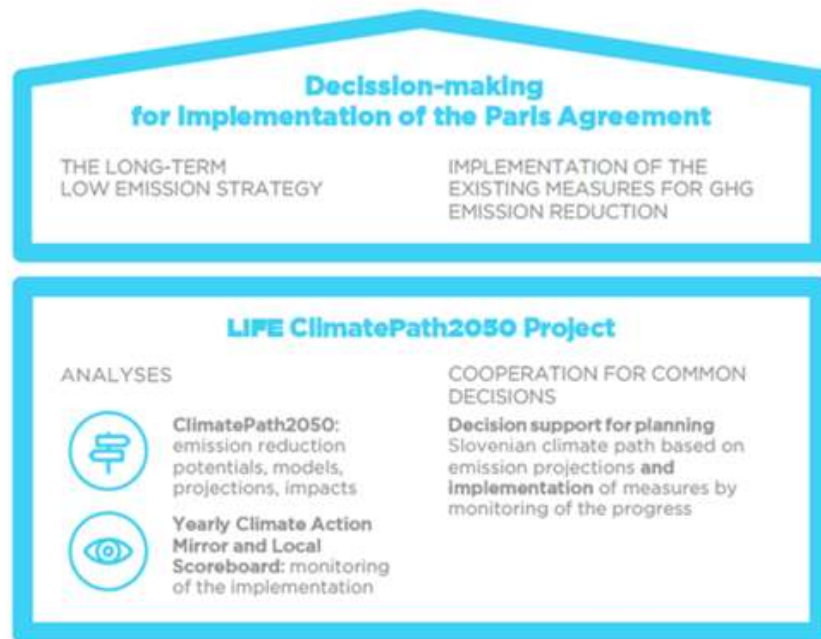 Decission-making
for Implementation of the Paris Agreement
THE LONG-TERM
LOW EMISSION STRATEGY
IMPLEMENTATION OF THE
EXISTING MEASURES FOR GHG
EMISSION REDUCTION
LIFE ClimatePath2050 Project
ANALYSES
ClimatePath2050:
emission reduction
potentials, models,
projections, impacts
Yearly Climate Action
Mirror and Local
Scoreboard: monitoring
of the implementation
COOPERATION FOR COMMON
DECISIONS
Decision support for planning
Slovenian climate path based on
emission projections and
implementation of measures by
monitoring of the progress